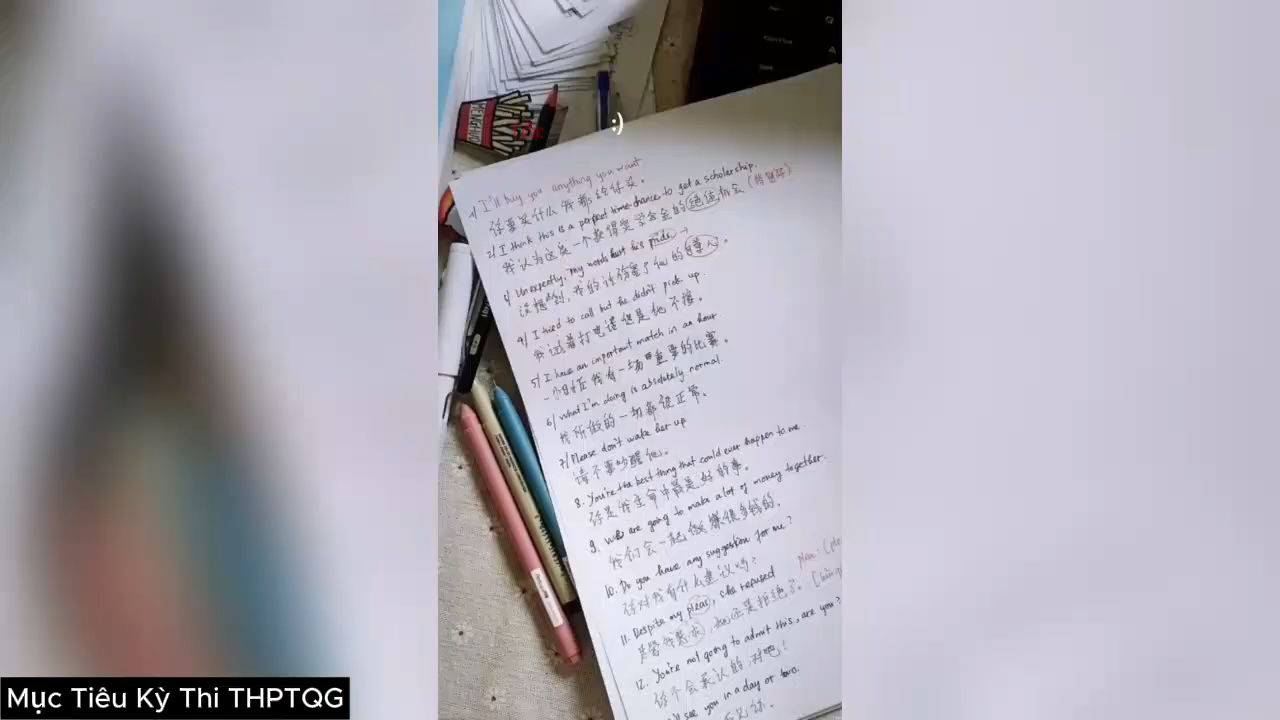 :)
1/ I'll buy you anything you want
你要买什么我都给你买。
2/ I think this is a perfect time chance to get a scholarship.
我认为这是一个获得奖学金的绝佳机会
3/ Unexpectly, my words hurt his pride →
没想到,我的话伤害了他的自尊人。
4/ I tried to call but he didn't pick up.
我试着打电话但是他不接。
5/ I have an important match in an hour
一小时后我有一场重要的比赛。
6/ What I'm doing is absolutely normal
我所做的一切都很正常。
7/ Please don't wake her up
请不要吵醒他。
8. You're the best thing that could ever happen to me
你是我生命中最美好的事。
9. We are going to make a lot of money together.
我们会一起做赚很多钱的。
10. Do you have any suggestion for me?
你对我有什么建议吗?
11. Despite my pleas, she refused
尽管我恳求,她还是拒绝了。
12. You're not going to admit this, are you?
你不会承认的,对吧!
see you in a day or two.
Mục Tiêu Kỳ Thi THPTQG